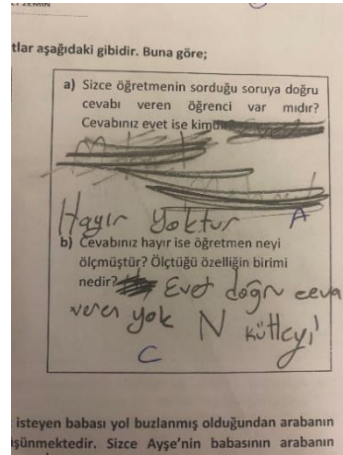 tlar aşağıdaki gibidir. Buna göre;
a) Sizce öğretmenin sorduğu soruya doğru
cevabı veren öğrenci var mıdır?
Cevabınız evet ise kimdir?
Hayır yoktur A
b) Cevabınız hayır ise öğretmen neyi
ölçmüştür? Ölçtüğü özelliğin birimi
nedir? Evet doğru ceva
veren yok N kütleyi
C
isteyen babası yol buzlanmış olduğundan arabanın
şünmektedir. Sizce Ayşe'nin babasının arabanın